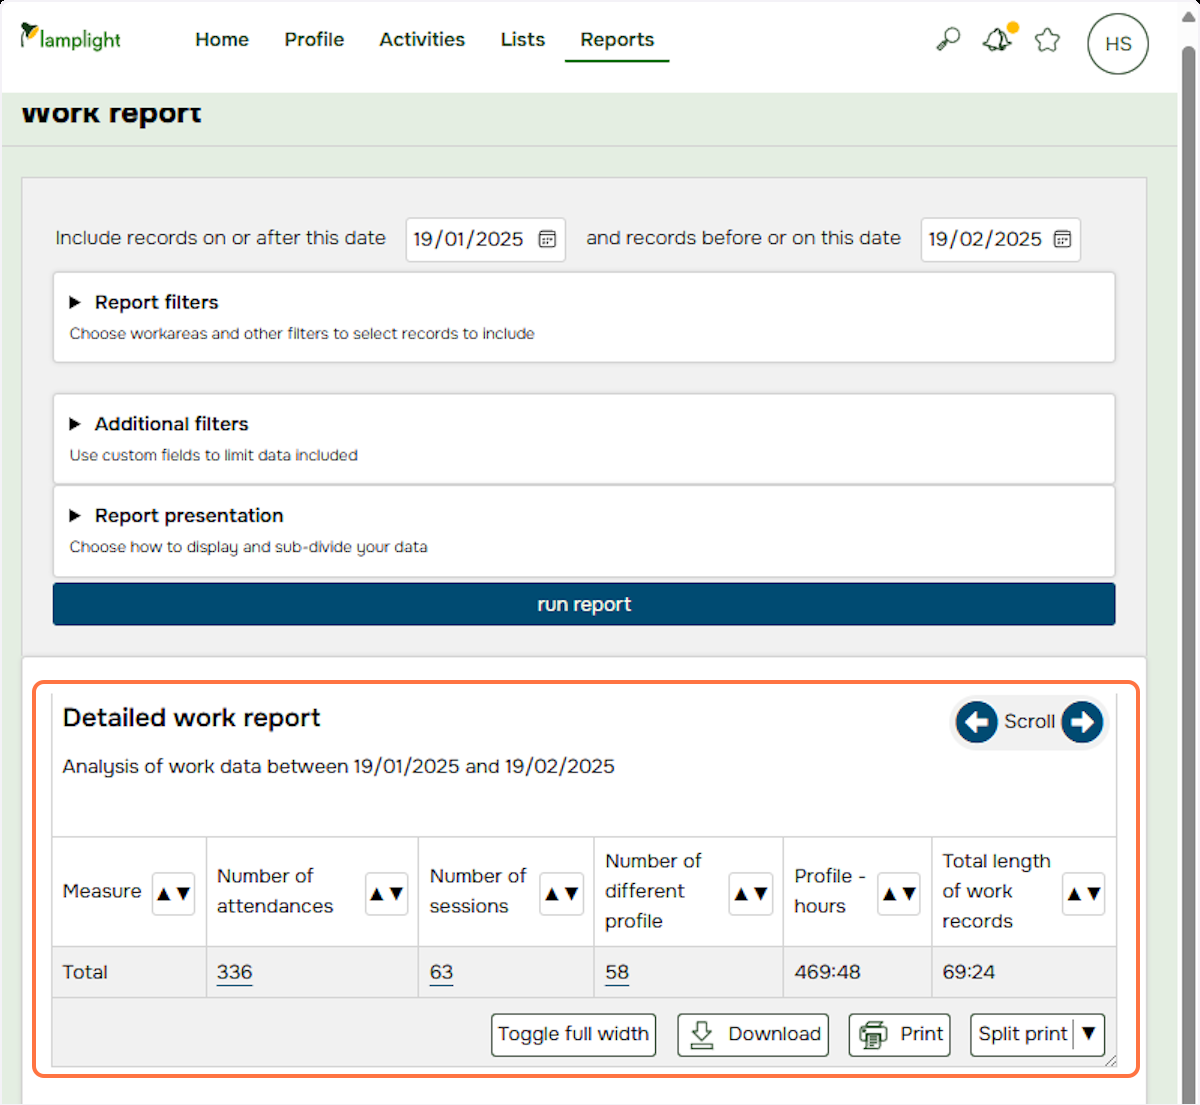 lamplight
Home Profile Activities Lists Reports
HS
Work report
Include records on or after this date 19/01/2025 and records before or on this date 19/02/2025
▶ Report filters
Choose workareas and other filters to select records to include
▶ Additional filters
Use custom fields to limit data included
▶ Report presentation
Choose how to display and sub-divide your data
run report
Detailed work report
Scroll
Analysis of work data between 19/01/2025 and 19/02/2025
Measure ▲▼
Number of
attendances ▲▼
Number of
sessions ▲▼
Number of
different
profile ▲▼
Profile -
hours ▲▼
Total length
of work
records ▲▼
Total 336 63 58 469:48 69:24
Toggle full width Download Print Split print ▼